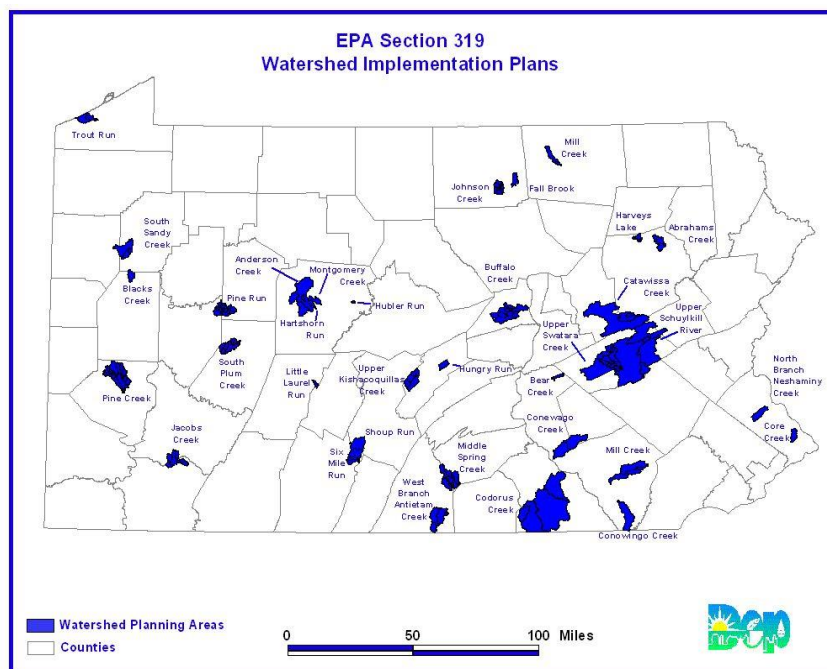 EPA Section 319
Watershed Implementation Plans
Trout Run
Mill
Creek
Johnson
Creek
Fall Brook
South
Sandy
Creek
Harveys
Lake
Abrahams
Creek
Anderson
Creek
Montgomery
Creek
Buffalo
Creek
Catawissa
Creek
Blacks
Creek
Pine Run
Hubler Run
Hartshorn
Run
Upper
Schuylkill
River
Upper
Swatara
Creek
South
Plum
Creek
Little
Laurel
Run
Upper
Kishacoquillas
Creek
Hungry Run
North
Branch
Neshaminy
Creek
Bear
Creek
Pine Creek
Conewago
Creek
Core
Creek
Jacobs
Creek
Shoup Run
Middle
Spring
Creek
Mill Creek
Six
Mile
Run
West
Branch
Antietam
Creek
Codorus
Creek
Conowingo Creek
Watershed Planning Areas
Counties
0 50 100 Miles
Dep